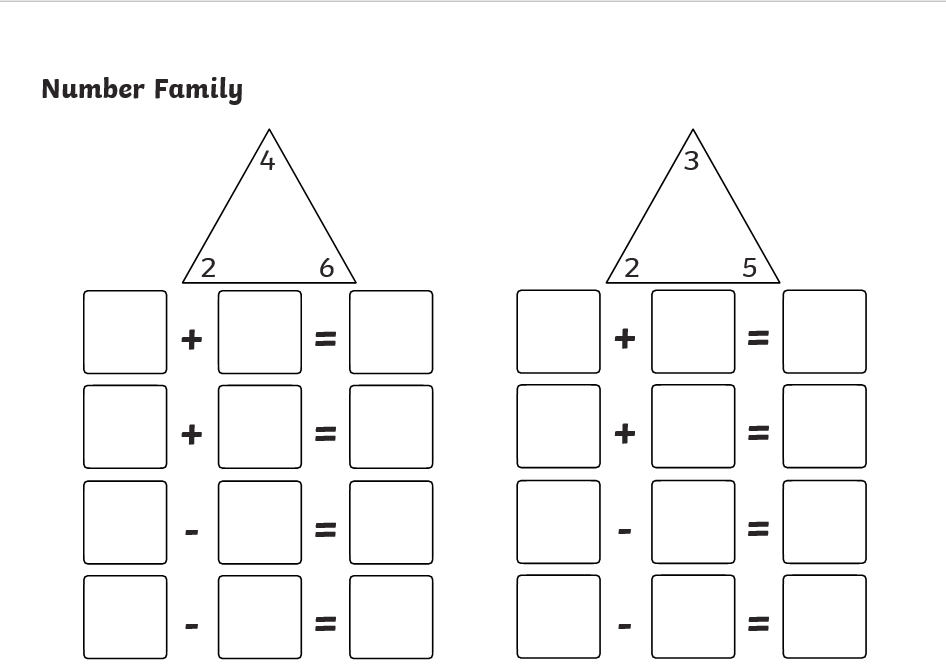 Number Family
4 3
2 6 2 5
+ = + =
+ = + =
- = - =
- = - =